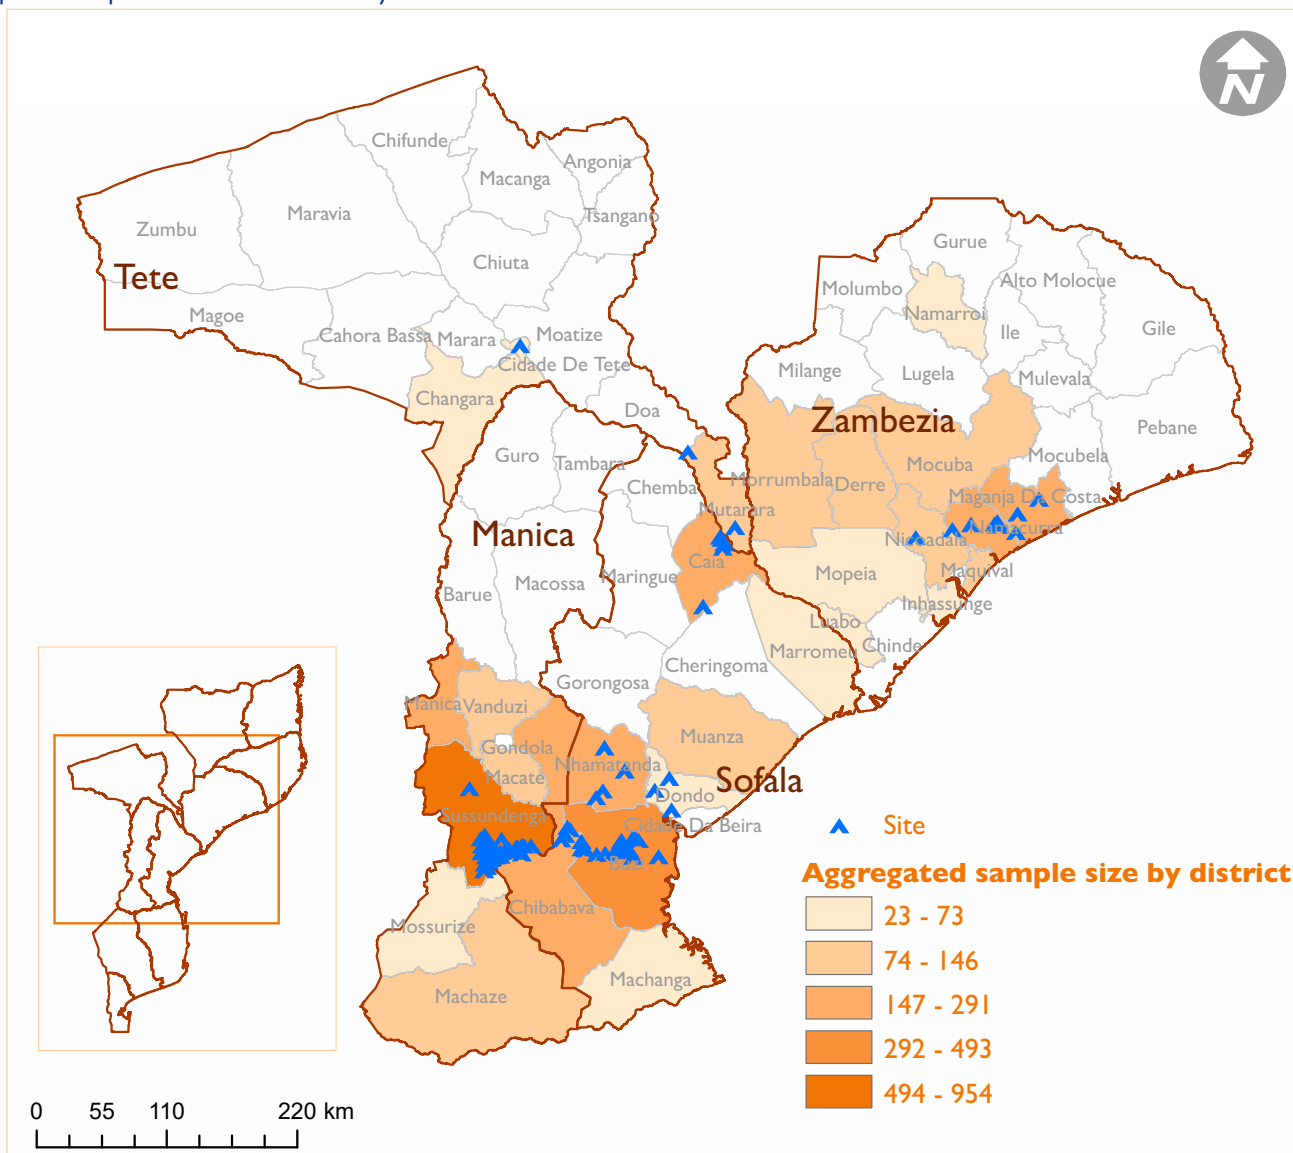 N
Chifunde
Macanga
Angonia
Tsangano
Zumbu
Maravia
Chiuta
Tete
Magoe
Cahora Bassa
Marara
Moatize
Cidade De Tete
Changara
Doa
Gurue
Alto Molocue
Molumbo
Namarroi
Ile
Gile
Milange
Lugela
Mulevala
Zambezia
Pebane
Mocubela
Mocuba
Morrumbala
Derre
Maganja Da Costa
Namacurra
Nicoadala
Maquival
Mopeia
Inhassunge
Luabo
Chinde
Guro
Tambara
Chemba
Mutarara
Manica
Caia
Macossa
Maringue
Barue
Marromeu
Cheringoma
Gorongosa
Manica
Vanduzi
Gondola
Macate
Nhamatanda
Muanza
Sofala
Dondo
Sussundenga
Cidade Da Beira
Buzi
Chibabava
Mossurize
Machaze
Machanga
Site
Aggregated sample size by district
23 - 73
74 - 146
147 - 291
292 - 493
494 - 954
0 55 110 220 km